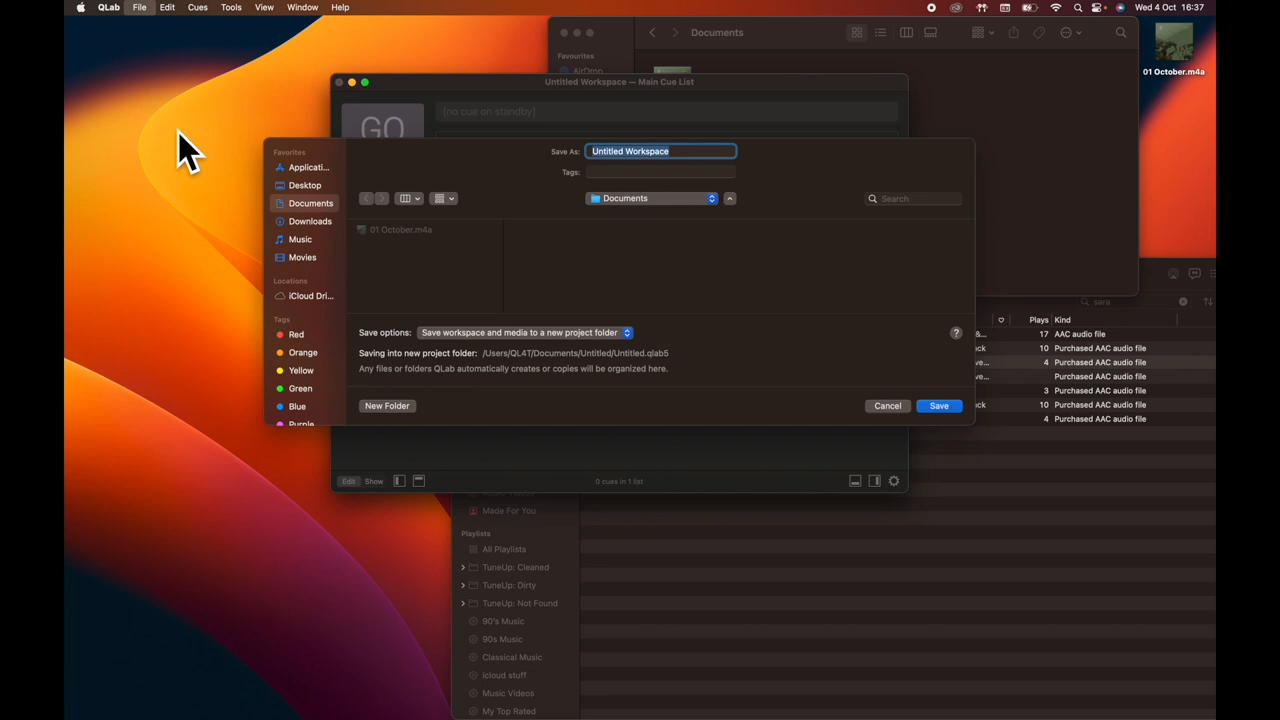 QLab File Edit Cues Tools View Window Help
Wed 4 Oct 16:37
Documents
Favourites
AirDrop
01 October.m4a
Untitled Workspace — Main Cue List
[no cue on standby]
GO
Favorites
Applicati...
Desktop
Documents
Downloads
Music
Movies
Locations
iCloud Dri...
Tags
Red
Orange
Yellow
Green
Blue
Purple
Save As: Untitled Workspace
Tags:
Documents
Search
01 October.m4a
Save options: Save workspace and media to a new project folder
?
Saving into new project folder: /Users/QL4T/Documents/Untitled/Untitled.qlab5
Any files or folders QLab automatically creates or copies will be organized here.
New Folder
Cancel
Save
sara
Plays Kind
&... 17 AAC audio file
ck 10 Purchased AAC audio file
ve... 4 Purchased AAC audio file
ve... Purchased AAC audio file
3 Purchased AAC audio file
ck 10 Purchased AAC audio file
4 Purchased AAC audio file
Edit Show
0 cues in 1 list
Made For You
Playlists
All Playlists
TuneUp: Cleaned
TuneUp: Dirty
TuneUp: Not Found
90's Music
90s Music
Classical Music
icloud stuff
Music Videos
My Top Rated